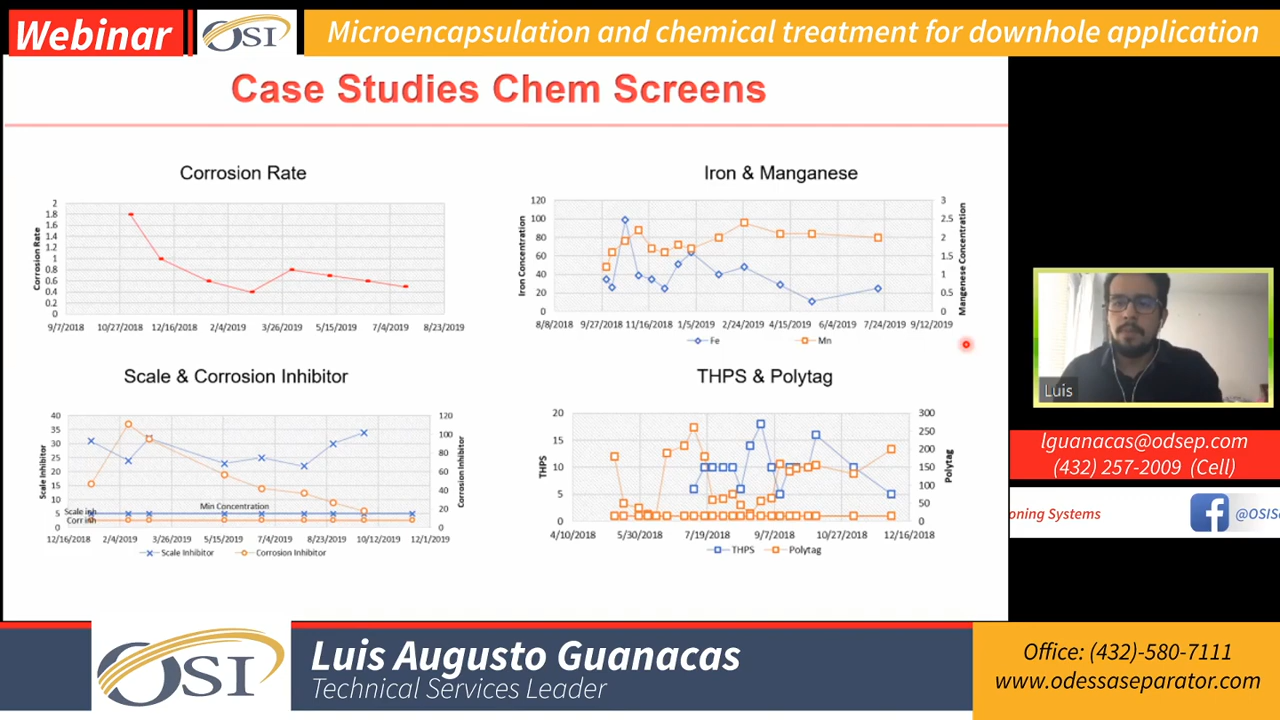 Webinar
OSI
Microencapsulation and chemical treatment for downhole application
Case Studies Chem Screens
Corrosion Rate
Corrosion Rate
2
1.8
1.6
1.4
1.2
1
0.8
0.6
0.4
0.2
0
9/7/2018 10/27/2018 12/16/2018 2/4/2019 3/26/2019 5/15/2019 7/4/2019 8/23/2019
Iron & Manganese
Iron Concentration
120
100
80
60
40
20
0
3
2.5
2
1.5
1
0.5
0
Mangenese Concentration
8/8/2018 9/27/2018 11/16/2018 1/5/2019 2/24/2019 4/15/2019 6/4/2019 7/24/2019 9/12/2019
Fe Mn
Scale & Corrosion Inhibitor
Scale Inhibitor
40
35
30
25
20
15
10
5
0
120
100
80
60
40
20
0
Corrosion Inhibitor
Min Concentration
Scale inh
Corr inh
12/16/2018 2/4/2019 3/26/2019 5/15/2019 7/4/2019 8/23/2019 10/12/2019 12/1/2019
Scale Inhibitor Corrosion Inhibitor
THPS & Polytag
THPS
20
15
10
5
0
300
250
200
150
100
50
0
Polytag
4/10/2018 5/30/2018 7/19/2018 9/7/2018 10/27/2018 12/16/2018
THPS Polytag
Luis
lguanacas@odsep.com
(432) 257-2009 (Cell)
oning Systems
@OSIS
OSI
Luis Augusto Guanacas
Technical Services Leader
Office: (432)-580-7111
www.odessaseparator.com